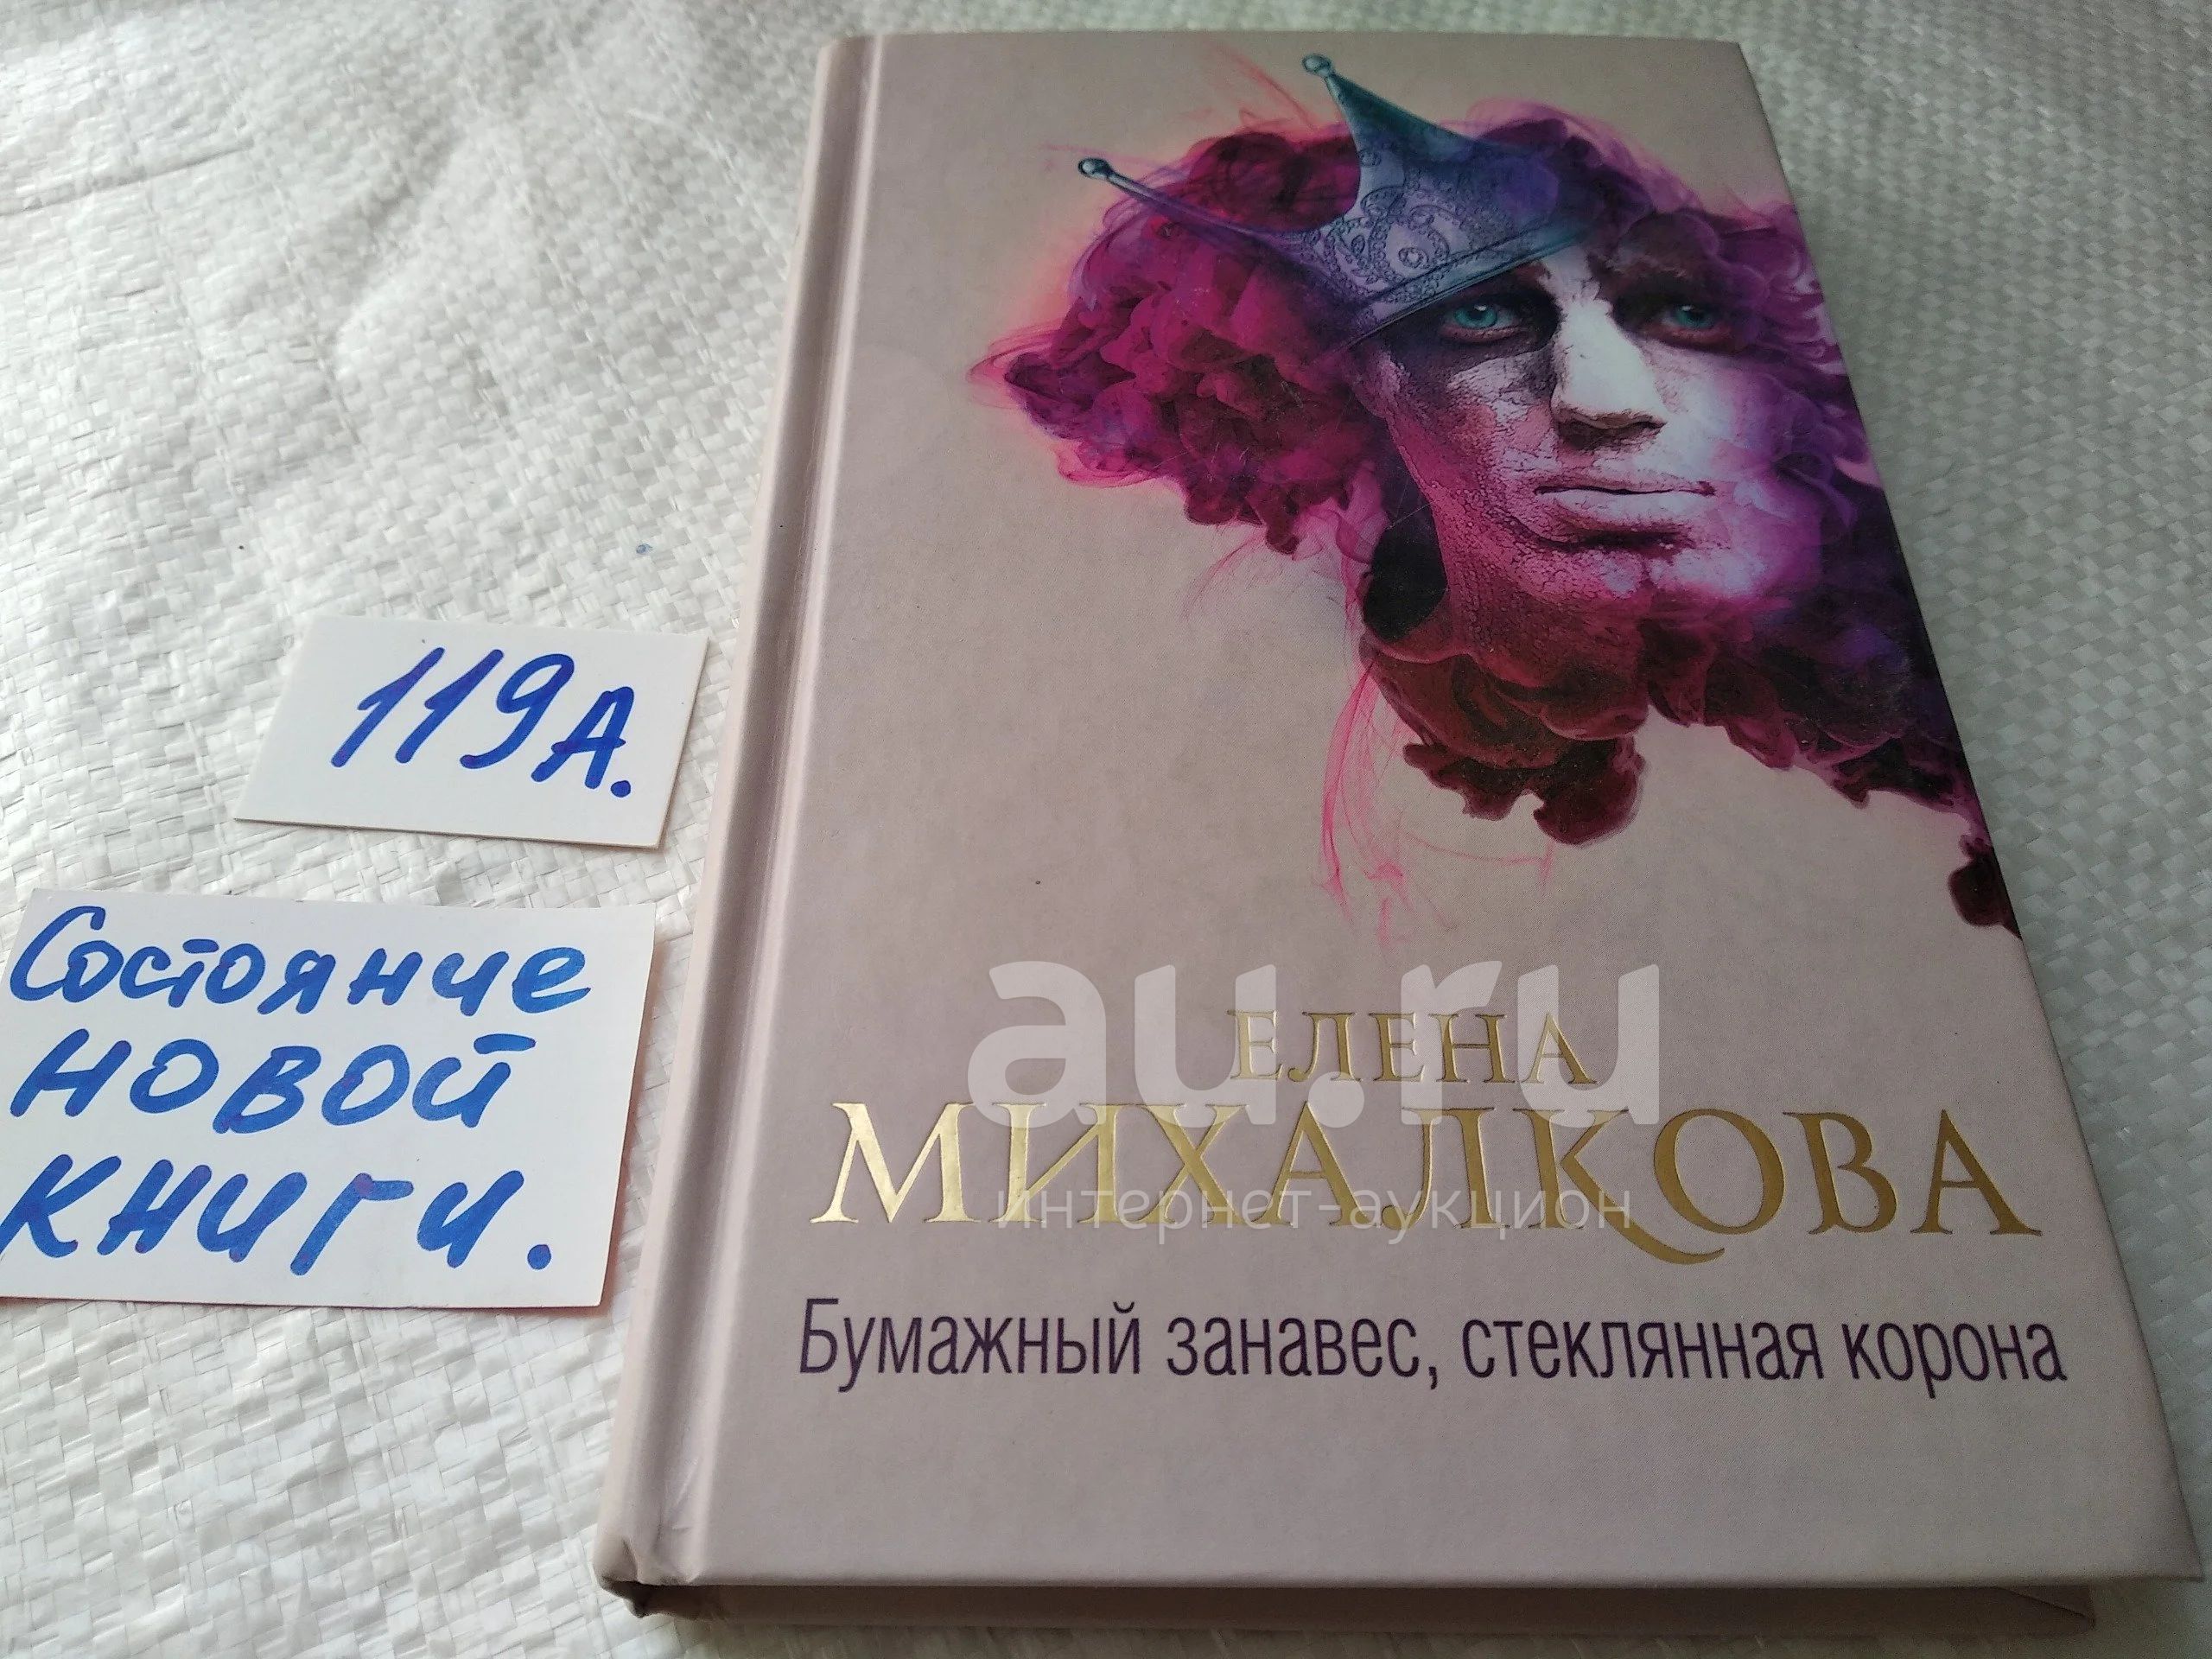 119А.
Состояние
новой
книги.
au.ru
интернет-аукцион
ЕЛЕНА
МИХАЛКОВА
Бумажный занавес, стеклянная корона